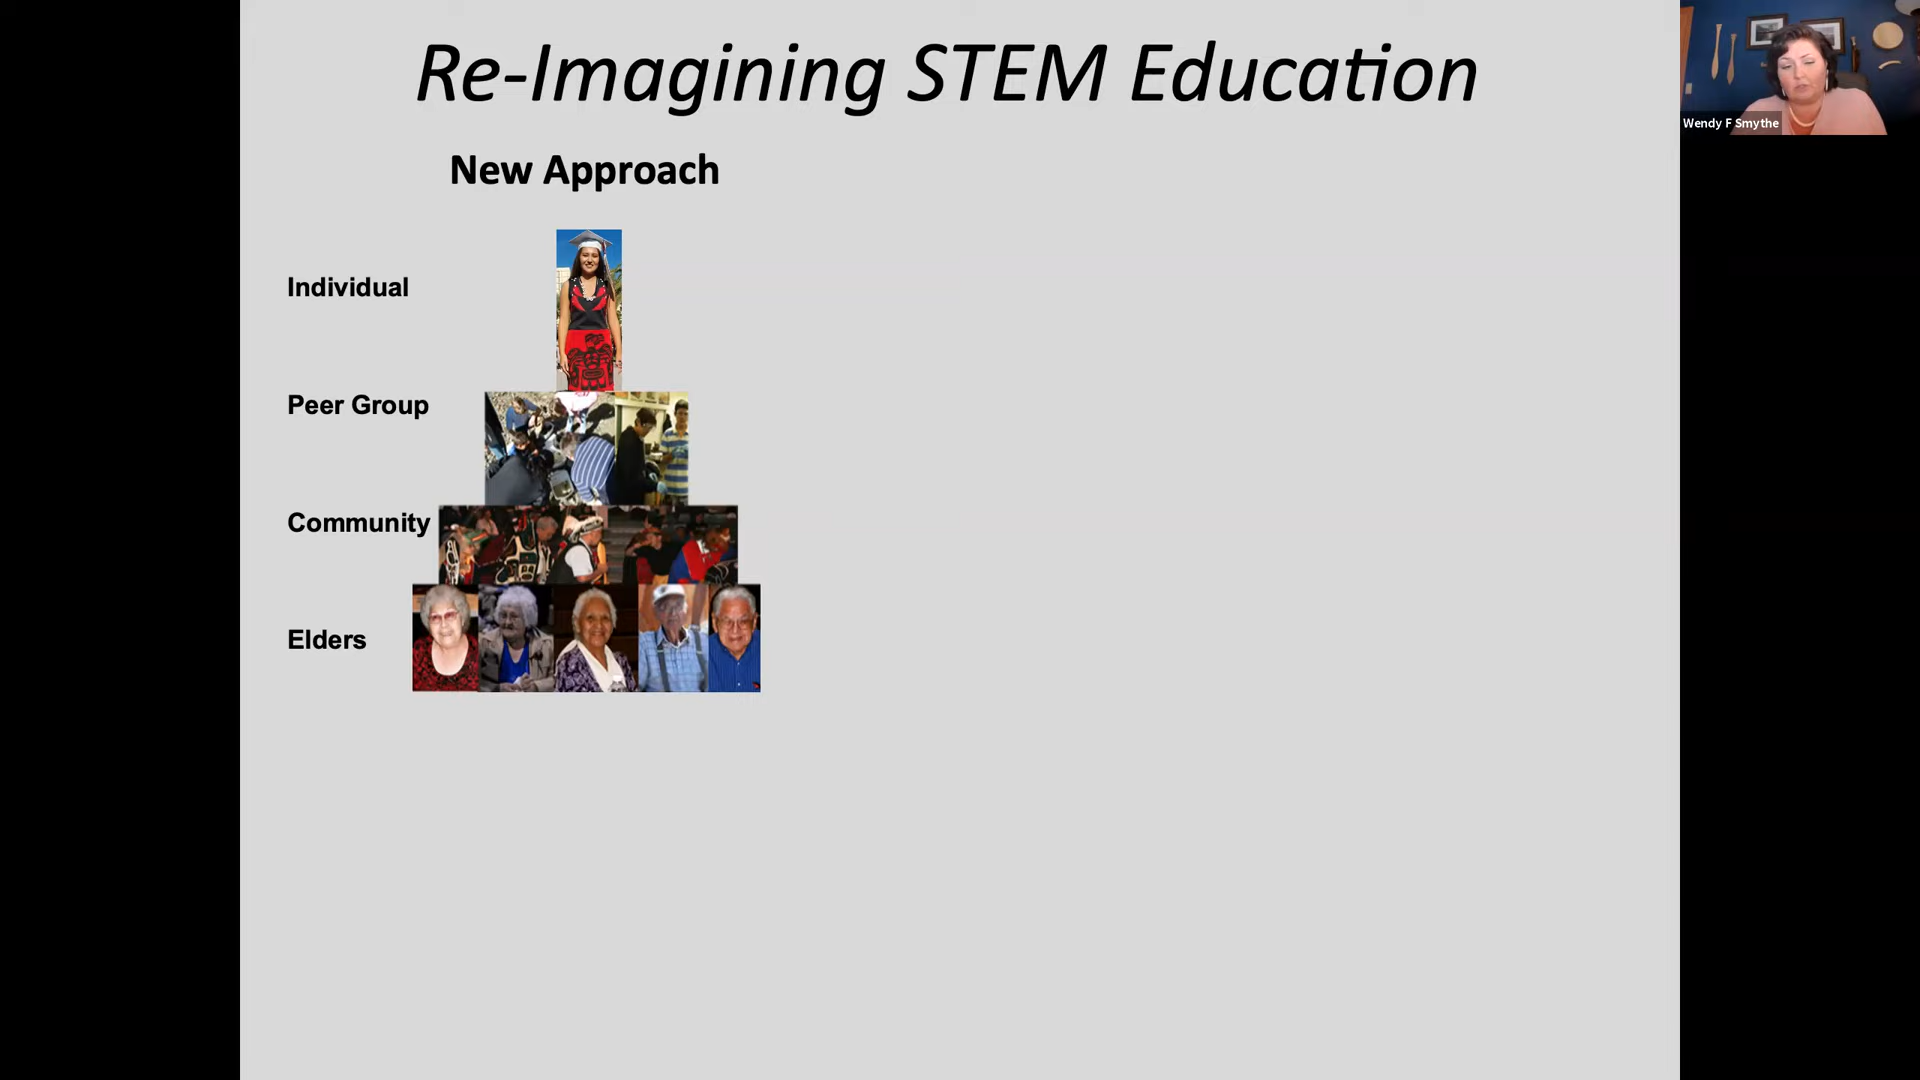 Re-Imagining STEM Education
Wendy F Smythe
New Approach
Individual
Peer Group
Community
Elders